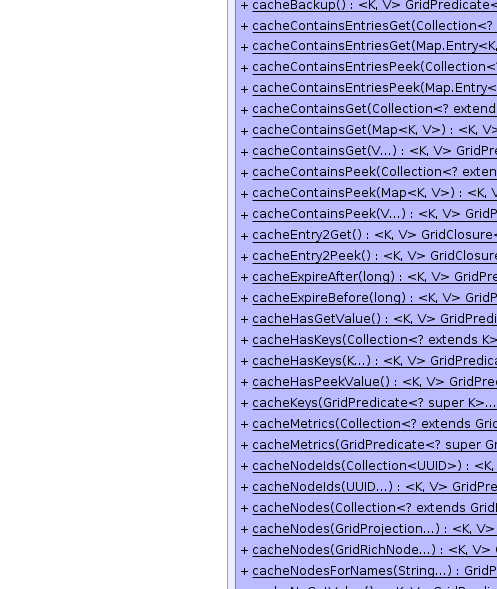 + cacheBackup() : <K, V> GridPredicate<
+ cacheContainsEntriesGet(Collection<?
+ cacheContainsEntriesGet(Map.Entry<K,
+ cacheContainsEntriesPeek(Collection<
+ cacheContainsEntriesPeek(Map.Entry<
+ cacheContainsGet(Collection<? extend
+ cacheContainsGet(Map<K, V>) : <K, V>
+ cacheContainsGet(V...) : <K, V> GridPre
+ cacheContainsPeek(Collection<? exten
+ cacheContainsPeek(Map<K, V>) : <K, V
+ cacheContainsPeek(V...) : <K, V> GridP
+ cacheEntry2Get() : <K, V> GridClosure<
+ cacheEntry2Peek() : <K, V> GridClosure
+ cacheExpireAfter(long) : <K, V> GridPre
+ cacheExpireBefore(long) : <K, V> GridP
+ cacheHasGetValue() : <K, V> GridPredi
+ cacheHasKeys(Collection<? extends K>
+ cacheHasKeys(K...) : <K, V> GridPredica
+ cacheHasPeekValue() : <K, V> GridPre
+ cacheKeys(GridPredicate<? super K>...
+ cacheMetrics(Collection<? extends Grid
+ cacheMetrics(GridPredicate<? super Gr
+ cacheNodeIds(Collection<UUID>) : <K,
+ cacheNodeIds(UUID...) : <K, V> GridPre
+ cacheNodes(Collection<? extends Grid
+ cacheNodes(GridProjection...) : <K, V>
+ cacheNodes(GridRichNode...) : <K, V> 
+ cacheNodesForNames(String...) : GridP